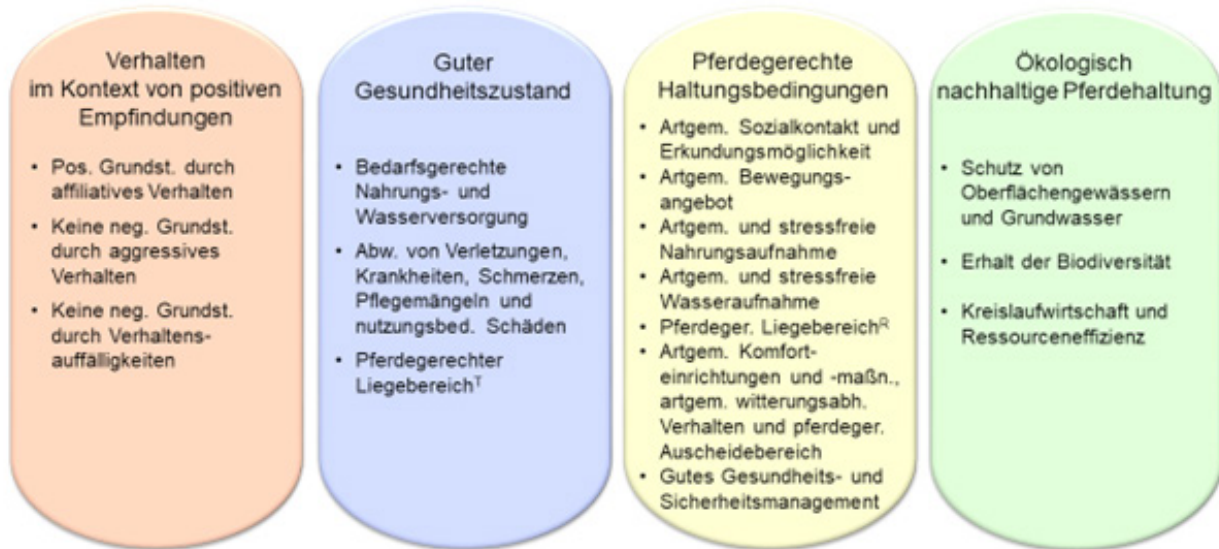 Verhalten
im Kontext von positiven
Empfindungen
• Pos. Grundst. durch
affiliatives Verhalten
• Keine neg. Grundst.
durch aggressives
Verhalten
• Keine neg. Grundst.
durch Verhaltens-
auffälligkeiten
Guter
Gesundheitszustand
• Bedarfsgerechte
Nahrungs- und
Wasserversorgung
• Abw. von Verletzungen,
Krankheiten, Schmerzen,
Pflegemängeln und
nutzungsbed. Schäden
• Pferdegerechter
Liegebereichᵀ
Pferdegerechte
Haltungsbedingungen
• Artgem. Sozialkontakt und
Erkundungsmöglichkeit
• Artgem. Bewegungs-
angebot
• Artgem. und stressfreie
Nahrungsaufnahme
• Artgem. und stressfreie
Wasseraufnahme
• Pferdeger. Liegebereichᴿ
• Artgem. Komfort-
einrichtungen und -maßn.,
artgem. witterungsabh.
Verhalten und pferdeger.
Auscheidebereich
• Gutes Gesundheits- und
Sicherheitsmanagement
Ökologisch
nachhaltige Pferdehaltung
• Schutz von
Oberflächengewässern
und Grundwasser
• Erhalt der Biodiversität
• Kreislaufwirtschaft und
Ressourceneffizienz